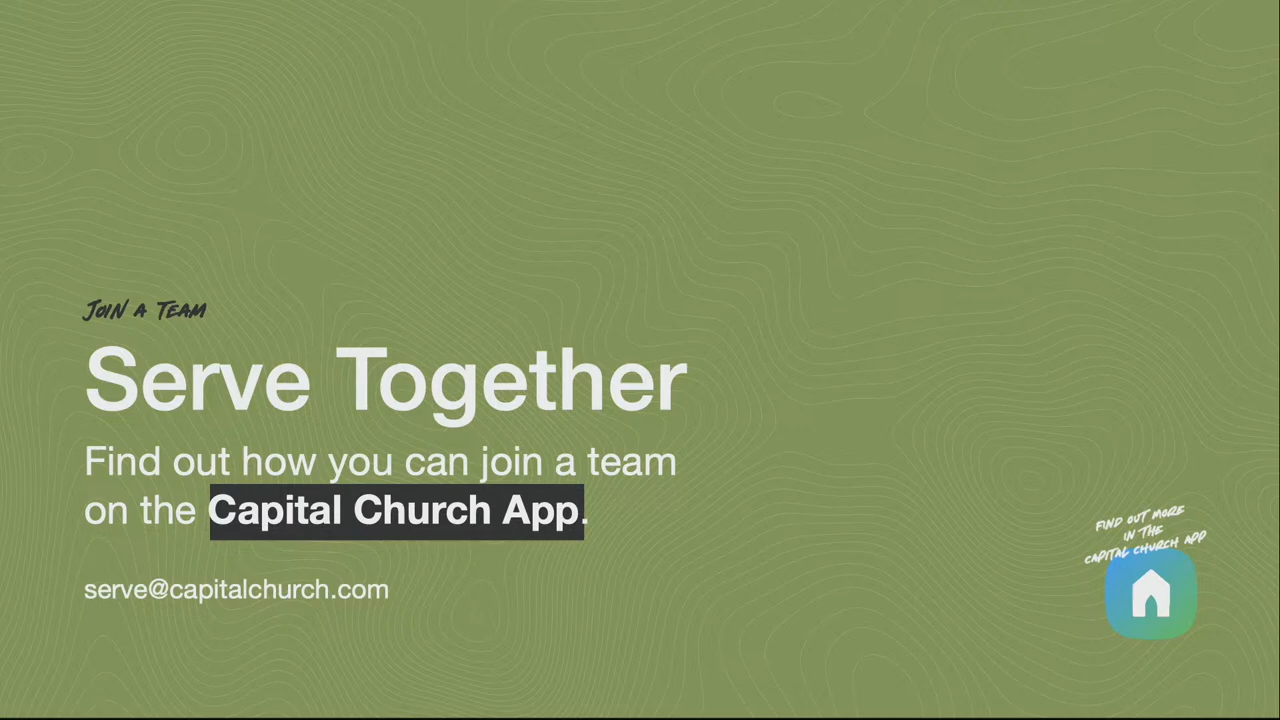 JOIN A TEAM
Serve Together
Find out how you can join a team
on the Capital Church App.
serve@capitalchurch.com
FIND OUT MORE
IN THE
CAPITAL CHURCH APP